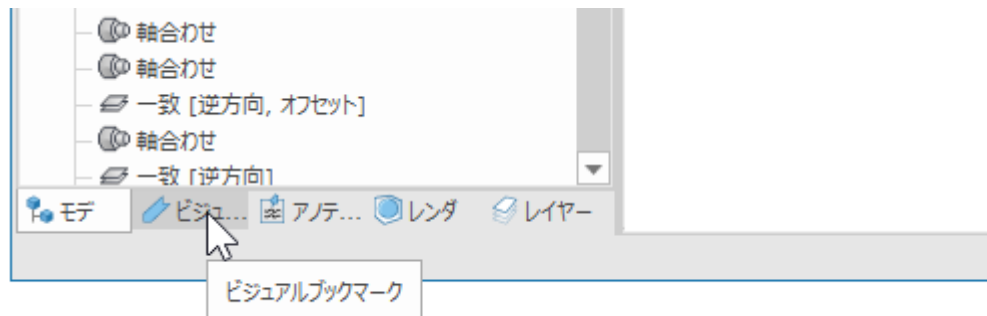 軸合わせ
軸合わせ
一致 [逆方向, オフセット]
軸合わせ
一致 [逆方向]
モデ ビジュ... アノテ... レンダ レイヤー
ビジュアルブックマーク